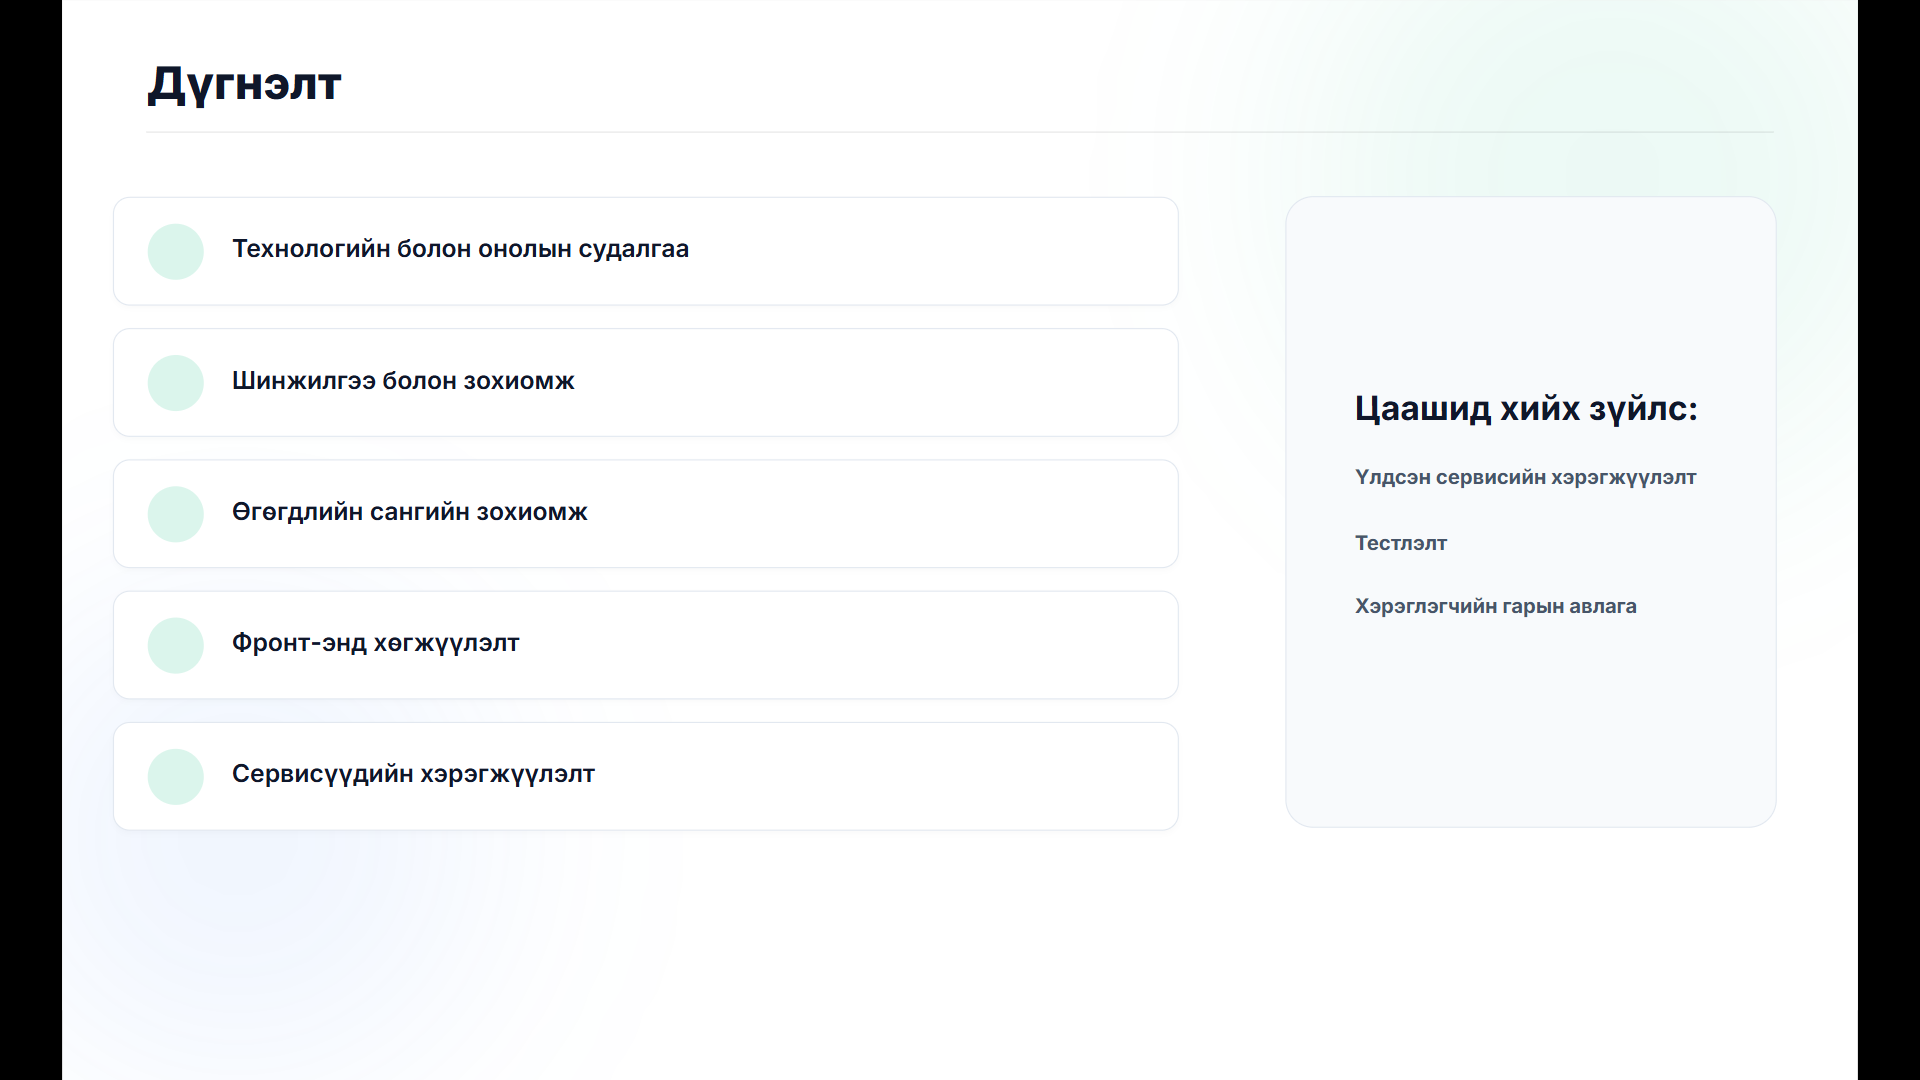 Дүгнэлт
Технологийн болон онолын судалгаа
Шинжилгээ болон зохиомж
Өгөгдлийн сангийн зохиомж
Фронт-энд хөгжүүлэлт
Сервисүүдийн хэрэгжүүлэлт
Цаашид хийх зүйлс:
Үлдсэн сервисийн хэрэгжүүлэлт
Тестлэлт
Хэрэглэгчийн гарын авлага